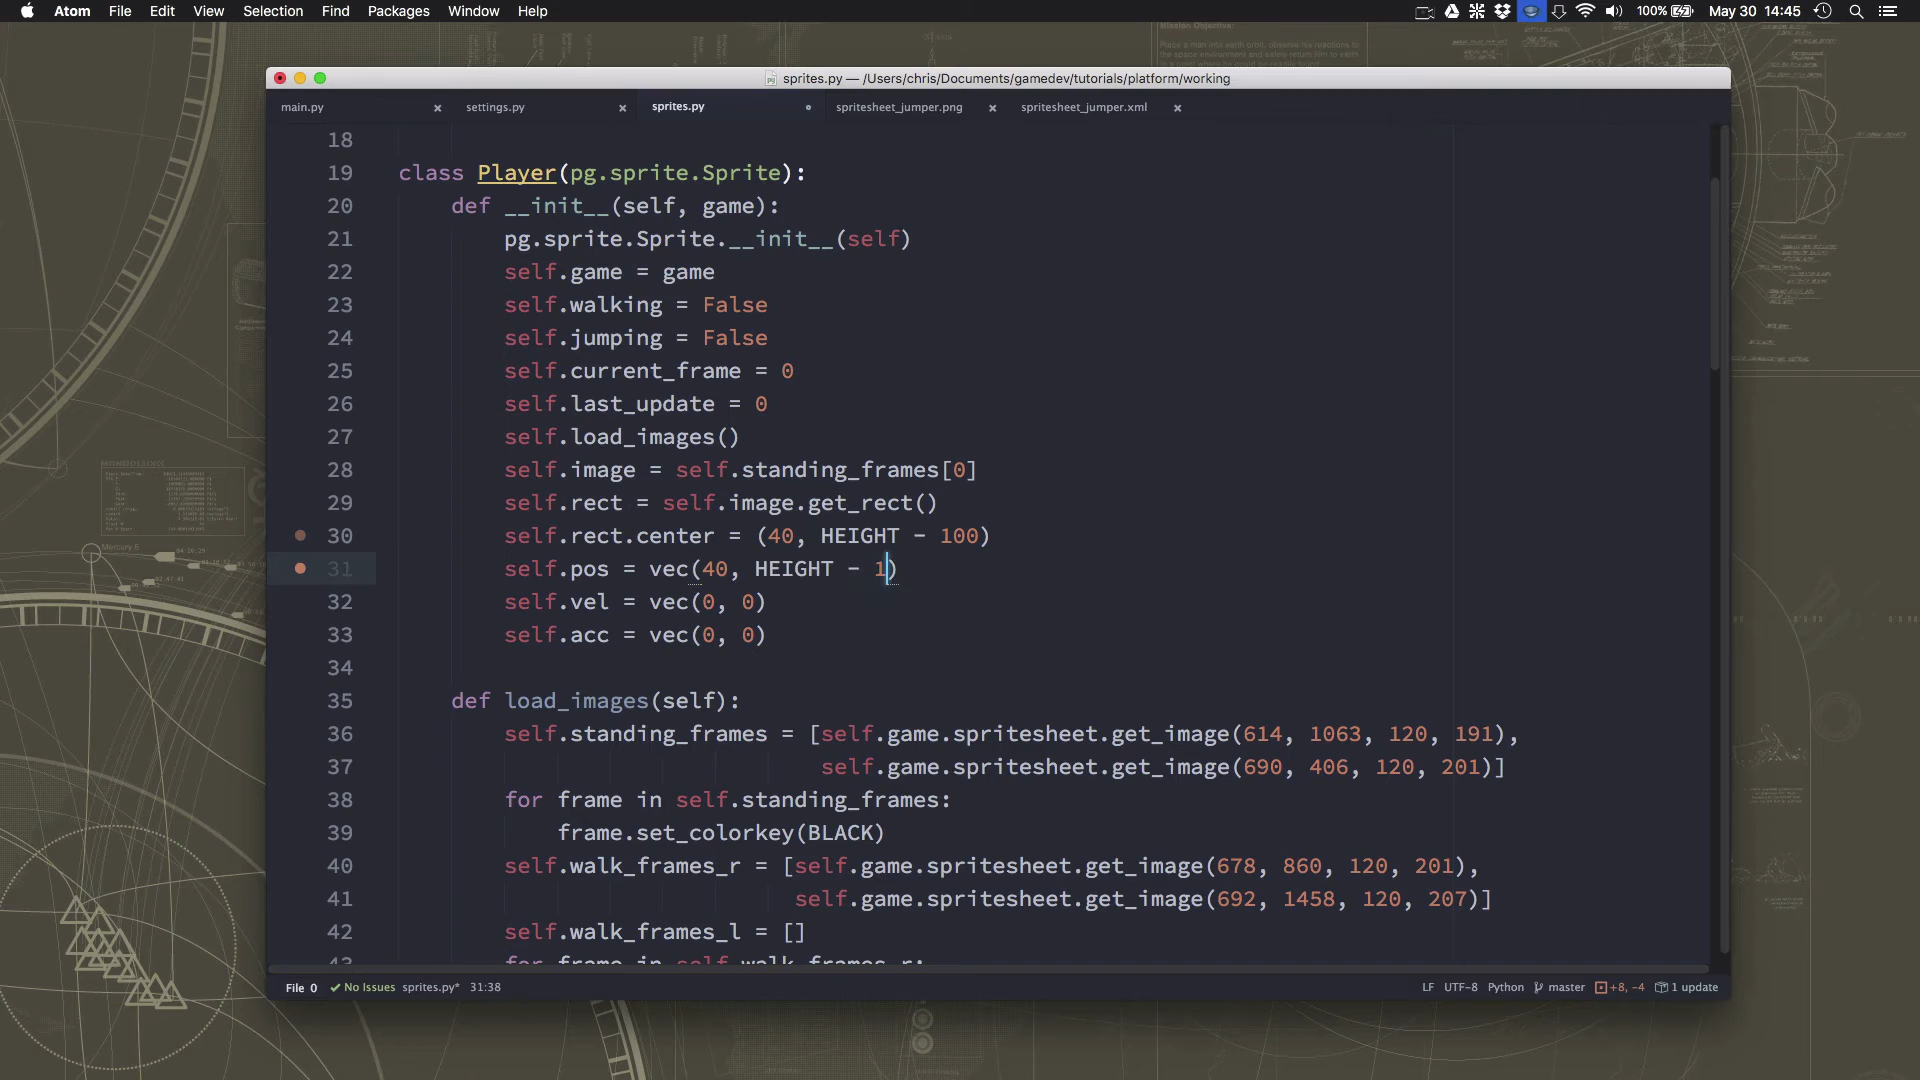 Atom File Edit View Selection Find Packages Window Help 100% May 30 14:45
Mission Objective:
sprites.py — /Users/chris/Documents/gamedev/tutorials/platform/working
main.py settings.py sprites.py spritesheet_jumper.png spritesheet_jumper.xml
18
19 class Player(pg.sprite.Sprite):
20 def __init__(self, game):
21 pg.sprite.Sprite.__init__(self)
22 self.game = game
23 self.walking = False
24 self.jumping = False
25 self.current_frame = 0
26 self.last_update = 0
27 self.load_images()
28 self.image = self.standing_frames[0]
29 self.rect = self.image.get_rect()
30 self.rect.center = (40, HEIGHT - 100)
31 self.pos = vec(40, HEIGHT - 1)
32 self.vel = vec(0, 0)
33 self.acc = vec(0, 0)
34
35 def load_images(self):
36 self.standing_frames = [self.game.spritesheet.get_image(614, 1063, 120, 191),
37 self.game.spritesheet.get_image(690, 406, 120, 201)]
38 for frame in self.standing_frames:
39 frame.set_colorkey(BLACK)
40 self.walk_frames_r = [self.game.spritesheet.get_image(678, 860, 120, 201),
41 self.game.spritesheet.get_image(692, 1458, 120, 207)]
42 self.walk_frames_l = []
43 for frame in self.walk_frames_r:
File 0 No Issues sprites.py* 31:38 LF UTF-8 Python master +8, -4 1 update